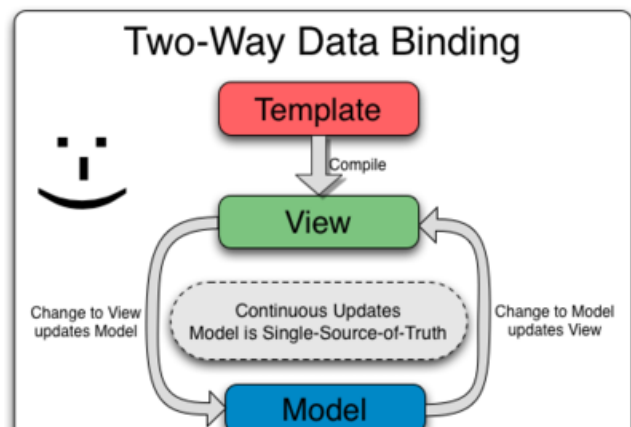 Two-Way Data Binding
Template
Compile
View
Change to View
updates Model
Continuous Updates
Model is Single-Source-of-Truth
Change to Model
updates View
Model